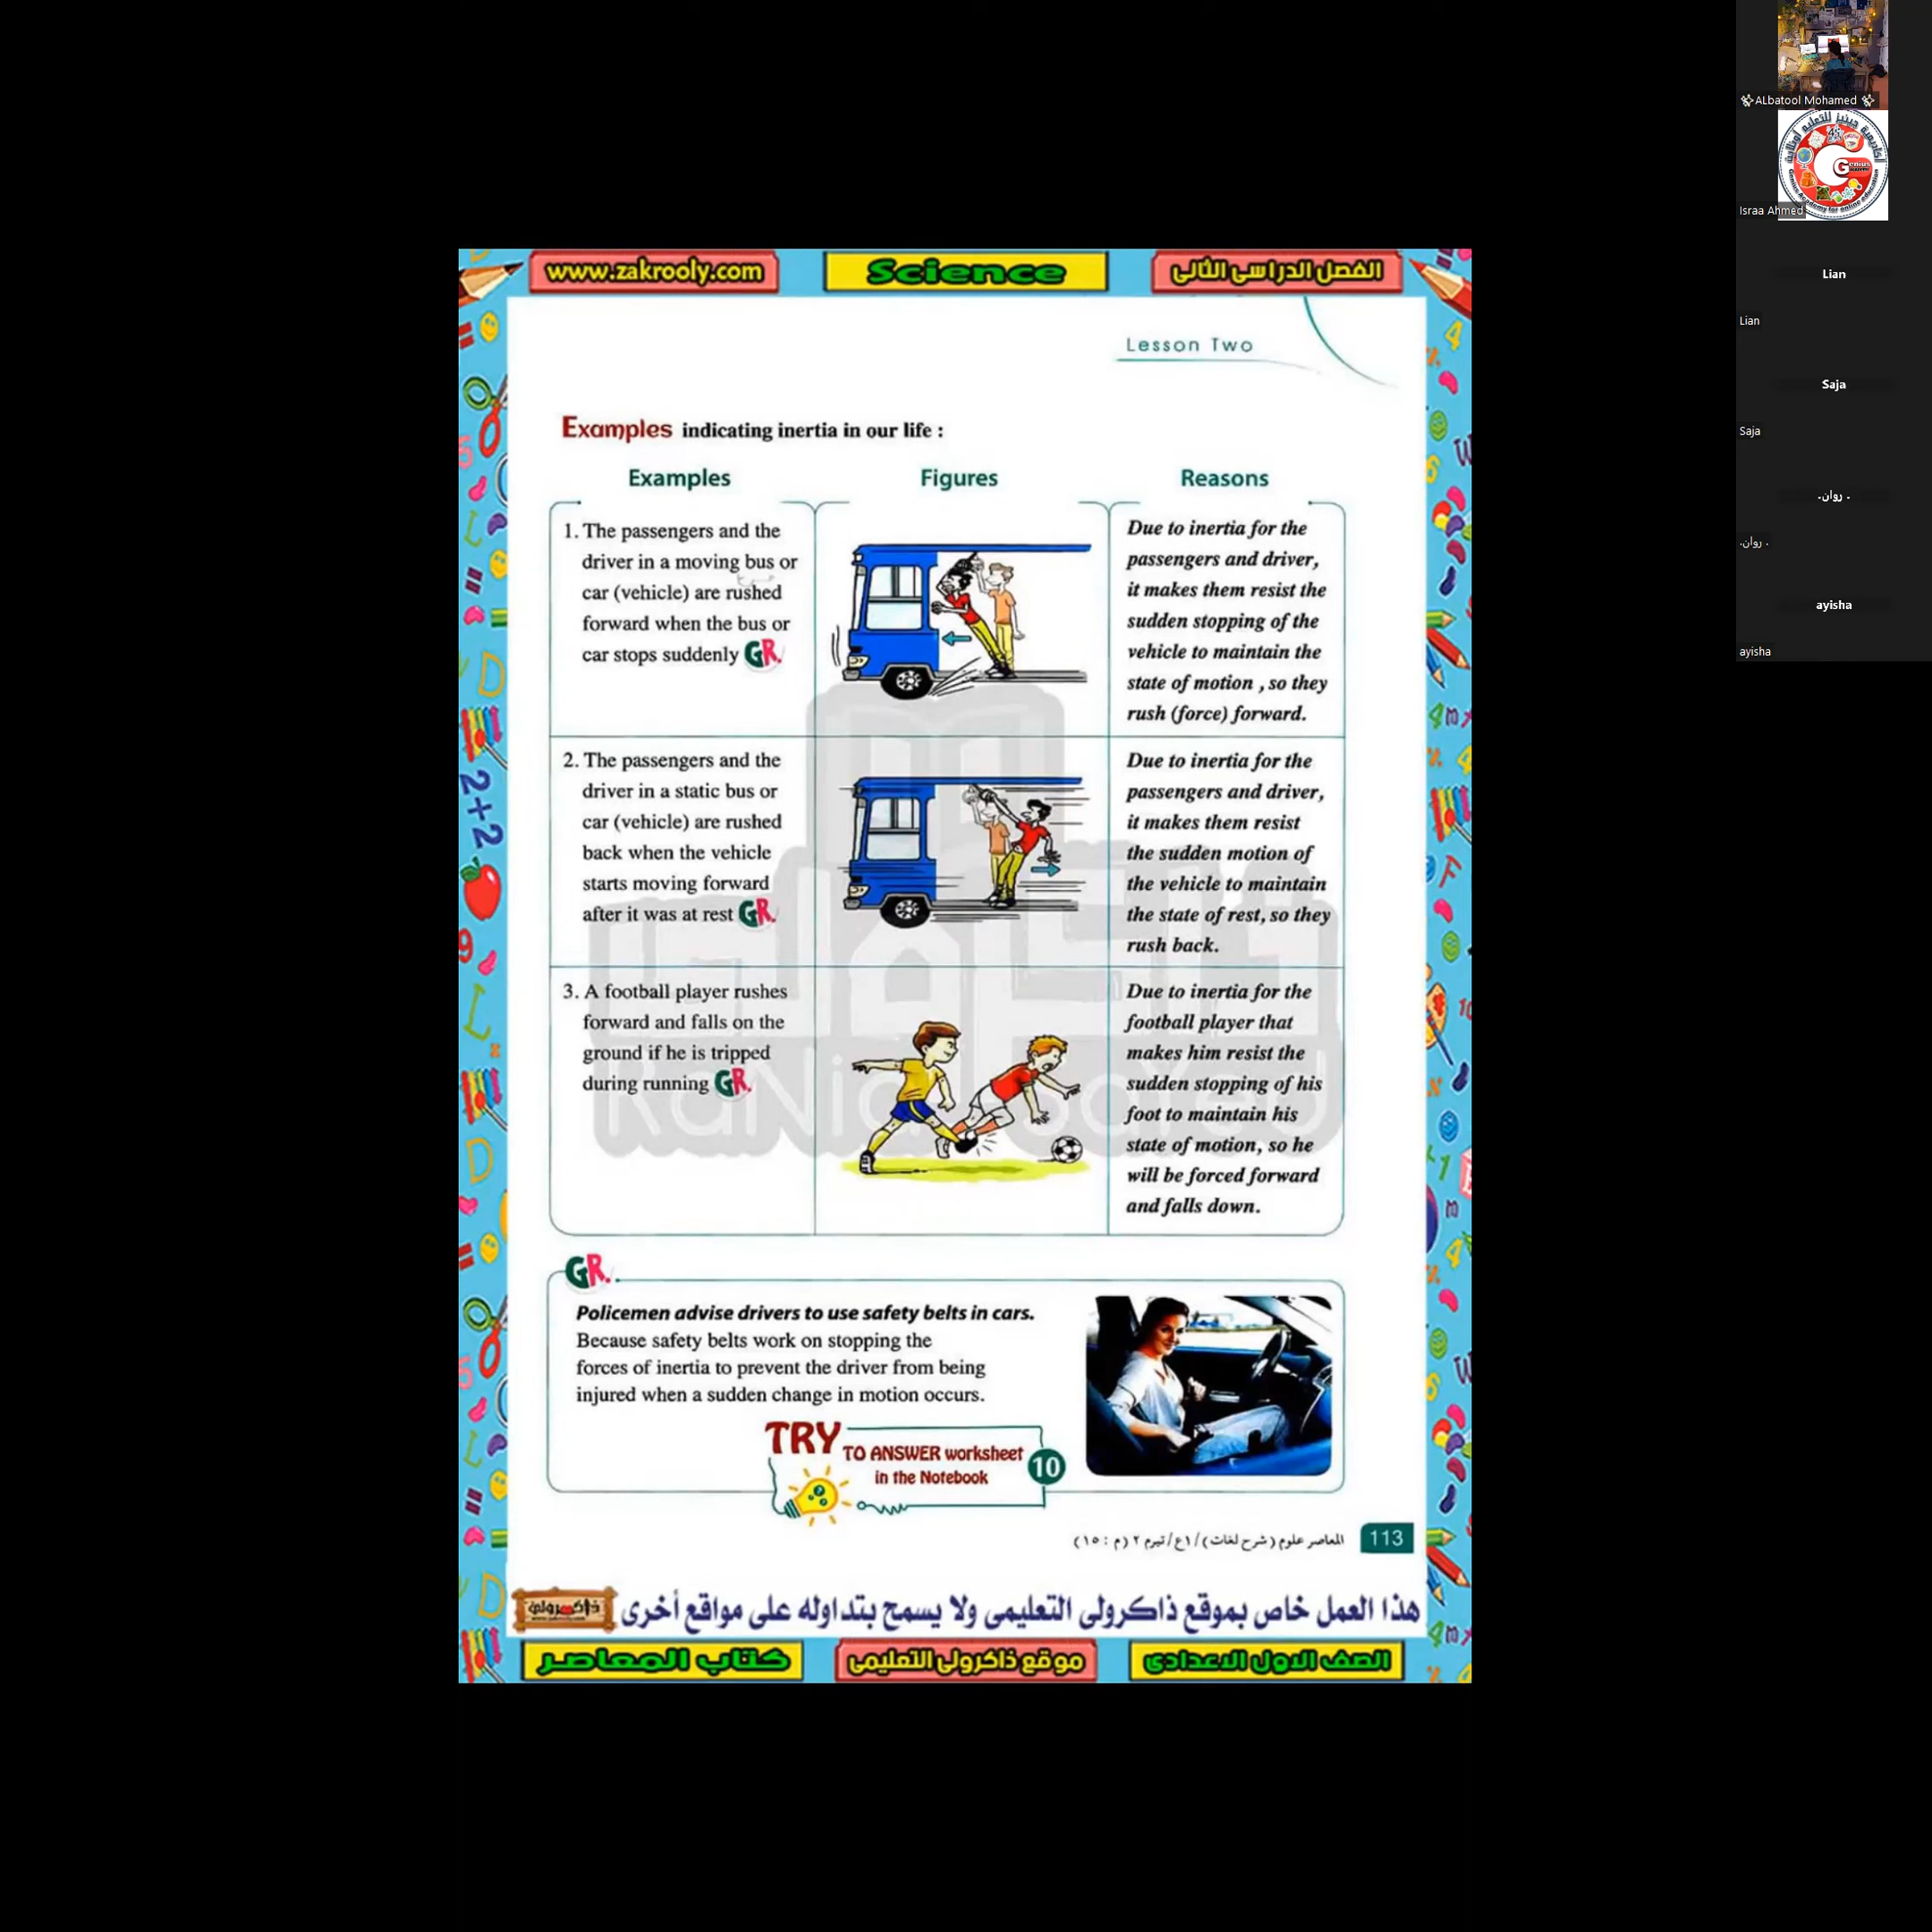 ALbatool Mohamed
Genius
Israa Ahmed
Lian
Lian
Saja
Saja
روان
روان
ayisha
ayisha
www.zakrooly.com
Science
الفصل الدراسى الثانى
Lesson Two
Examples indicating inertia in our life :
Examples
Figures
Reasons
1. The passengers and the
driver in a moving bus or
car (vehicle) are rushed
forward when the bus or
car stops suddenly GR.
Due to inertia for the
passengers and driver,
it makes them resist the
sudden stopping of the
vehicle to maintain the
state of motion , so they
rush (force) forward.
2. The passengers and the
driver in a static bus or
car (vehicle) are rushed
back when the vehicle
starts moving forward
after it was at rest GR.
Due to inertia for the
passengers and driver,
it makes them resist
the sudden motion of
the vehicle to maintain
the state of rest, so they
rush back.
3. A football player rushes
forward and falls on the
ground if he is tripped
during running GR.
Due to inertia for the
football player that
makes him resist the
sudden stopping of his
foot to maintain his
state of motion, so he
will be forced forward
and falls down.
GR.
Policemen advise drivers to use safety belts in cars.
Because safety belts work on stopping the
forces of inertia to prevent the driver from being
injured when a sudden change in motion occurs.
TRY TO ANSWER worksheet 10
in the Notebook
المعاصر علوم (شرح لغات) / ١ع / تيرم ٢ (م : ١٥)
113
هذا العمل خاص بموقع ذاكرولى التعليمى ولا يسمح بتداوله على مواقع أخرى
ذاكرولى
كتاب المعاصر
موقع ذاكرولى التعليمى
الصف الاول الاعدادى